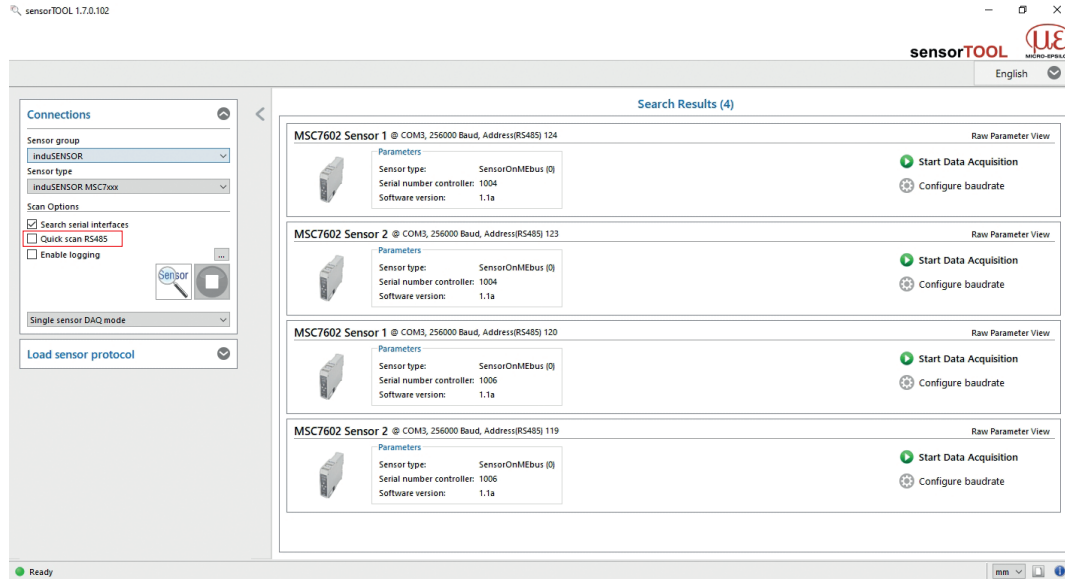 sensorTOOL 1.7.0.102
sensorTOOL
με
MICRO-EPSILO
English
Connections
Sensor group
induSENSOR
Sensor type
induSENSOR MSC7xxx
Scan Options
Search serial interfaces
Quick scan RS485
Enable logging
...
Sensor
Single sensor DAQ mode
Load sensor protocol
Search Results (4)
MSC7602 Sensor 1 @ COM3, 256000 Baud, Address(RS485) 124
Raw Parameter View
Parameters
Sensor type: SensorOnMEbus (0)
Serial number controller: 1004
Software version: 1.1a
Start Data Acquisition
Configure baudrate
MSC7602 Sensor 2 @ COM3, 256000 Baud, Address(RS485) 123
Raw Parameter View
Parameters
Sensor type: SensorOnMEbus (0)
Serial number controller: 1004
Software version: 1.1a
Start Data Acquisition
Configure baudrate
MSC7602 Sensor 1 @ COM3, 256000 Baud, Address(RS485) 120
Raw Parameter View
Parameters
Sensor type: SensorOnMEbus (0)
Serial number controller: 1006
Software version: 1.1a
Start Data Acquisition
Configure baudrate
MSC7602 Sensor 2 @ COM3, 256000 Baud, Address(RS485) 119
Raw Parameter View
Parameters
Sensor type: SensorOnMEbus (0)
Serial number controller: 1006
Software version: 1.1a
Start Data Acquisition
Configure baudrate
Ready
mm